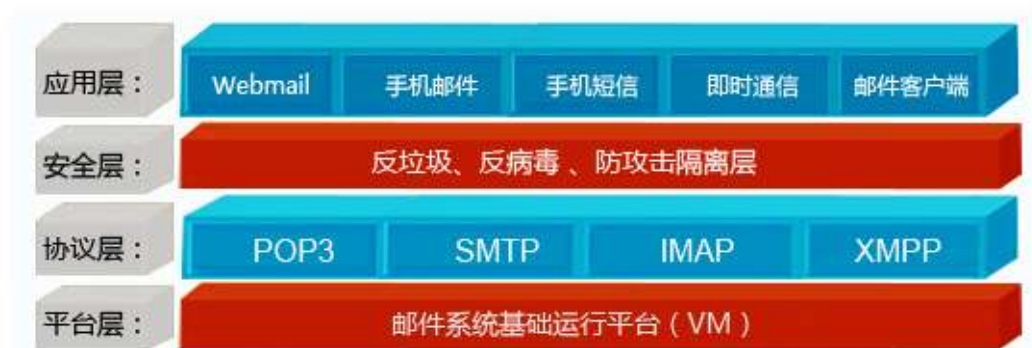 应用层：
Webmail 手机邮件 手机短信 即时通信 邮件客户端
安全层：
反垃圾、反病毒、防攻击隔离层
协议层：
POP3 SMTP IMAP XMPP
平台层：
邮件系统基础运行平台（VM）